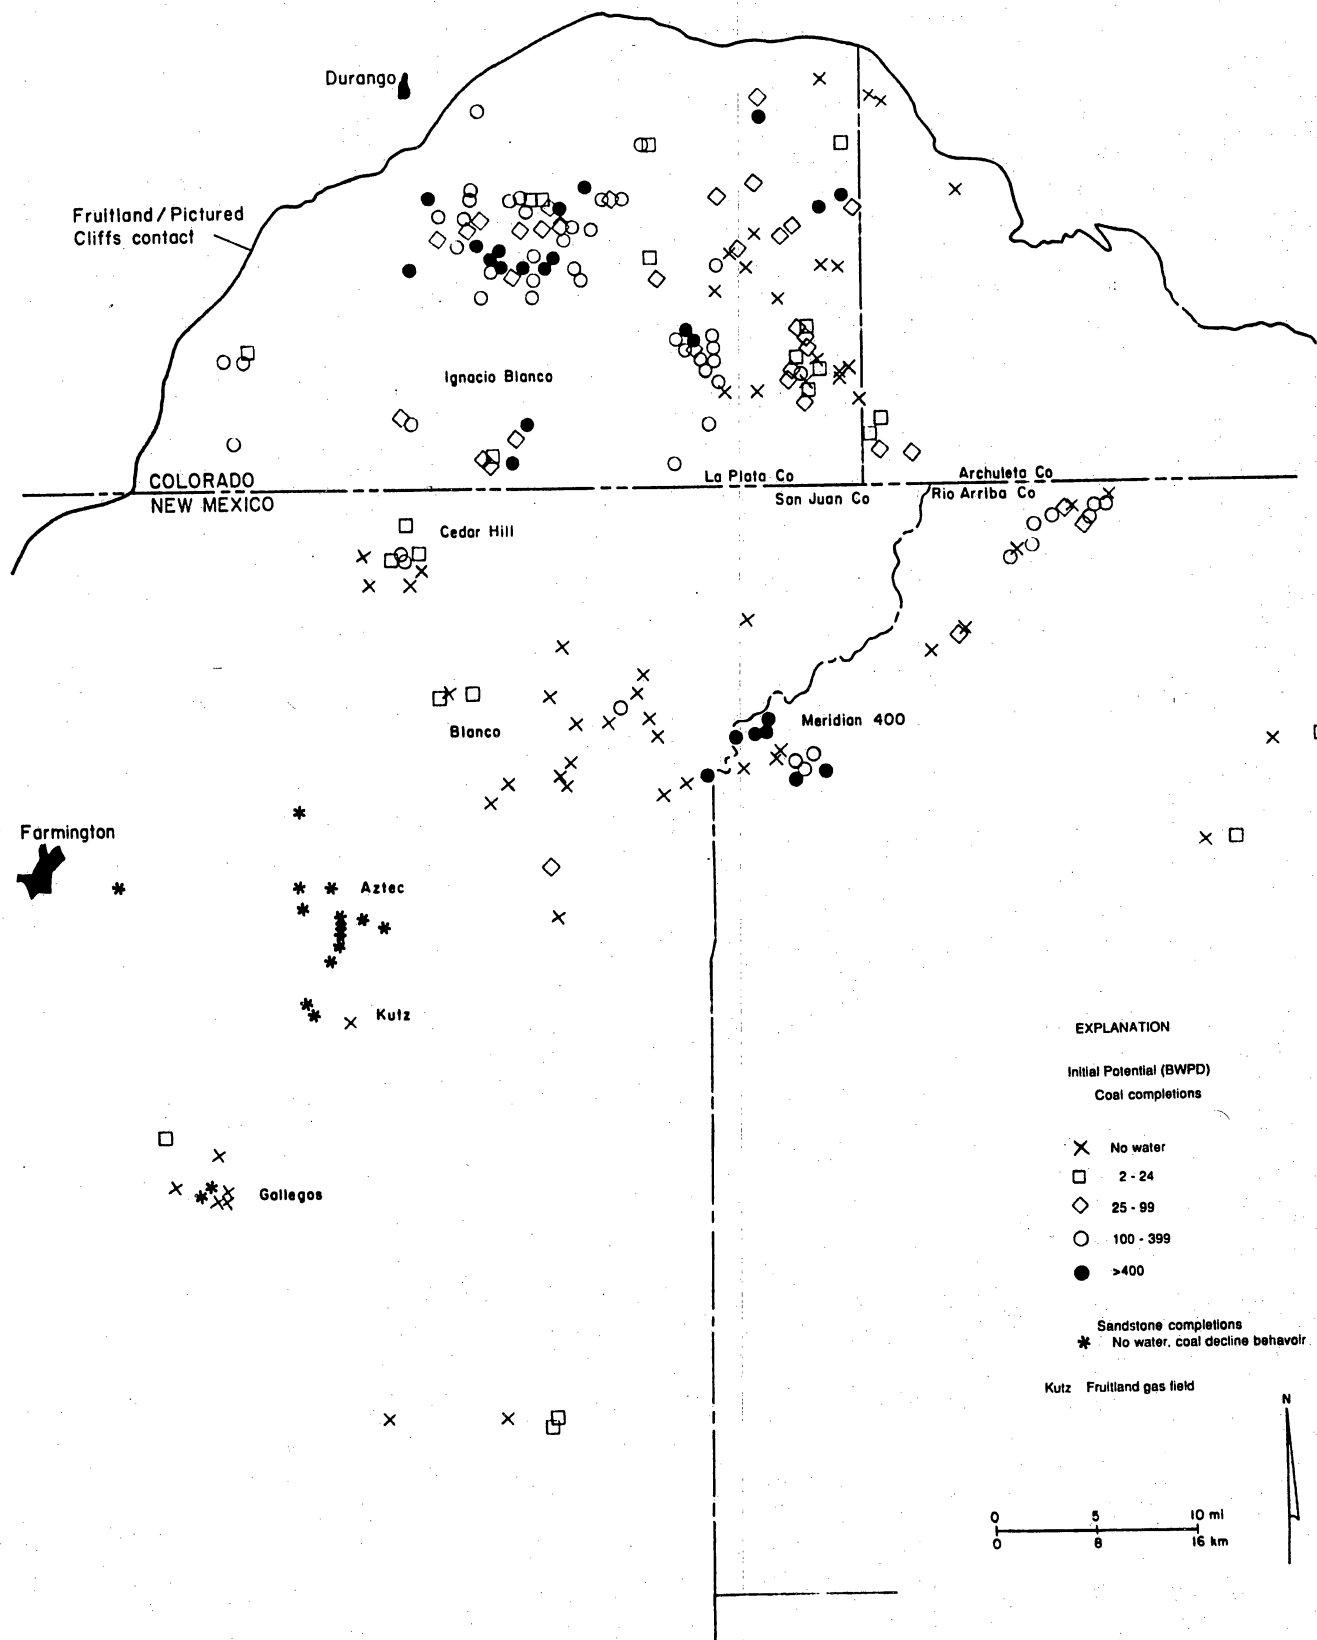 Durango
Fruitland / Pictured
Cliffs contact
Ignacio Blanco
COLORADO
NEW MEXICO
La Plata Co
Archuleta Co
San Juan Co
Rio Arriba Co
Cedar Hill
Meridian 400
Blanco
Farmington
Aztec
Kutz
Gallegos
EXPLANATION
Initial Potential (BWPD)
Coal completions
No water
2 - 24
25 - 99
100 - 399
>400
Sandstone completions
No water, coal decline behavoir
Kutz Fruitland gas field
N
0 5 10 mi
0 8 16 km